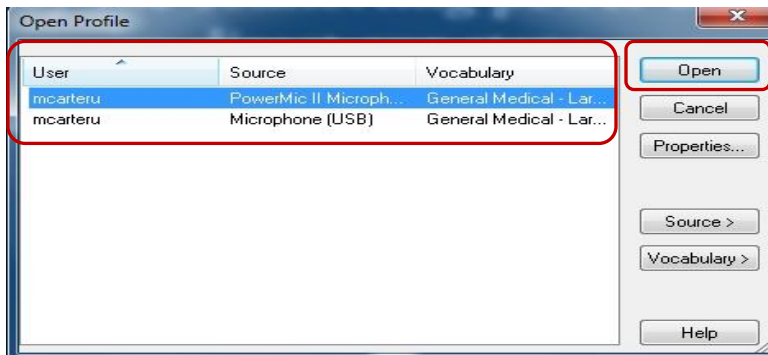 Open Profile
User Source Vocabulary Open
mcarteru PowerMic II Microph... General Medical - Lar...
mcarteru Microphone (USB) General Medical - Lar...
Cancel
Properties...
Source >
Vocabulary >
Help